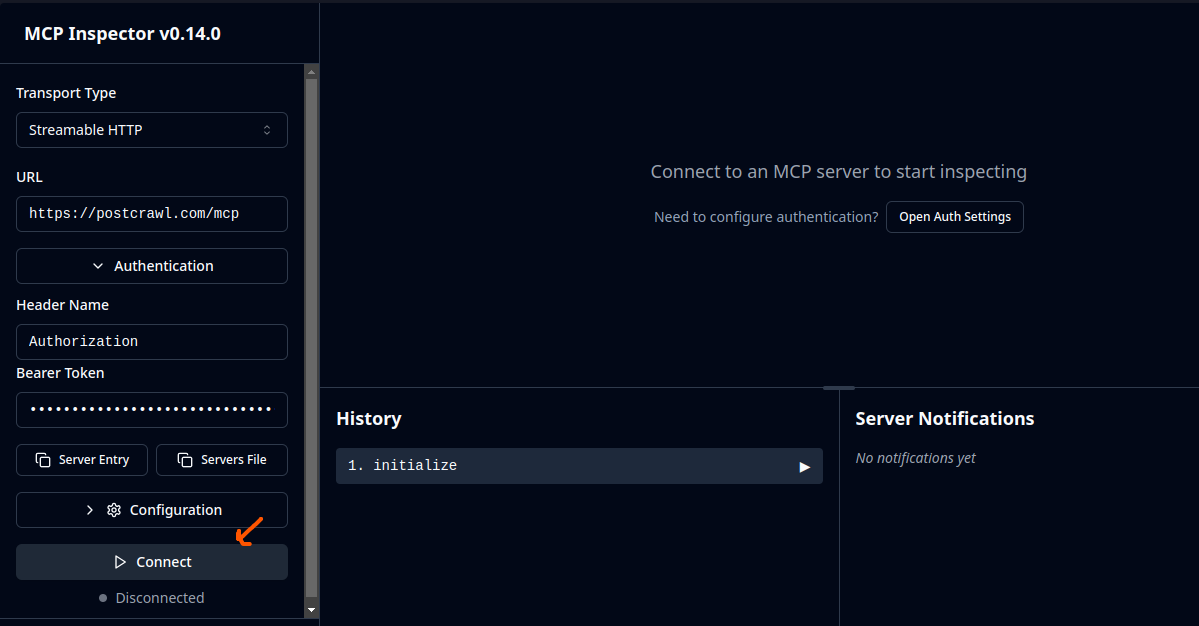 MCP Inspector v0.14.0
Transport Type
Streamable HTTP
URL
https://postcrawl.com/mcp
Authentication
Header Name
Authorization
Bearer Token
•••••••••••••••••••••••••••••
Server Entry
Servers File
Configuration
Connect
Disconnected
Connect to an MCP server to start inspecting
Need to configure authentication? Open Auth Settings
History
1. initialize
Server Notifications
No notifications yet